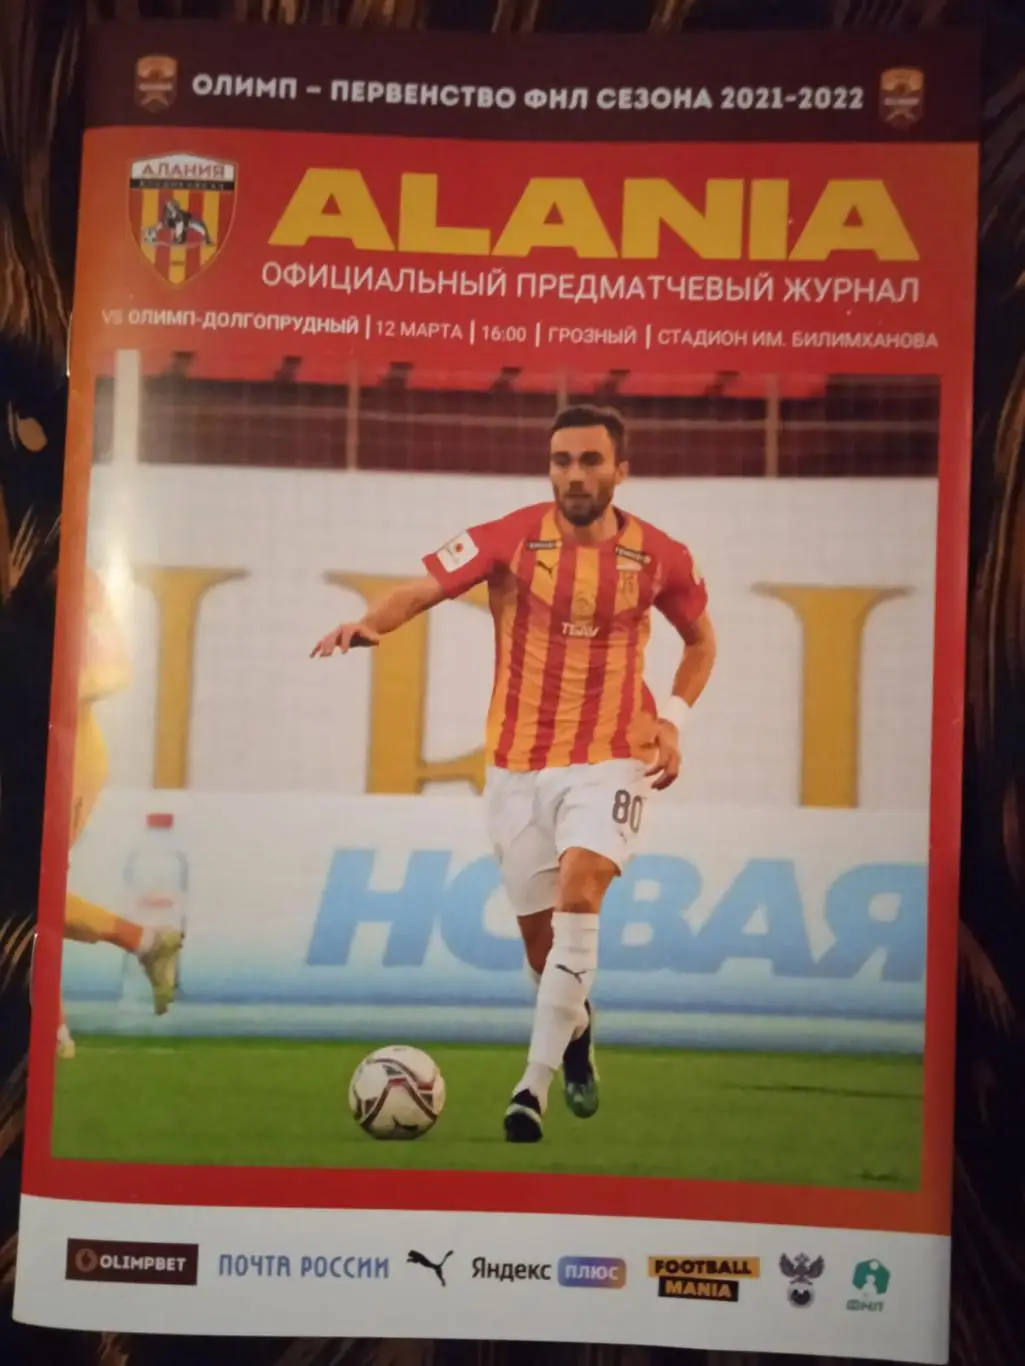 ОЛИМП – ПЕРВЕНСТВО ФНЛ СЕЗОНА 2021-2022
АЛАНИЯ
ALANIA
ОФИЦИАЛЬНЫЙ ПРЕДМАТЧЕВЫЙ ЖУРНАЛ
VS ОЛИМП-ДОЛГОПРУДНЫЙ | 12 МАРТА | 16:00 | ГРОЗНЫЙ | СТАДИОН ИМ. БИЛИМХАНОВА
80
НОВАЯ
OLIMPBET
ПОЧТА РОССИИ
Яндекс плюс
FOOTBALL
MANIA
ФНЛ